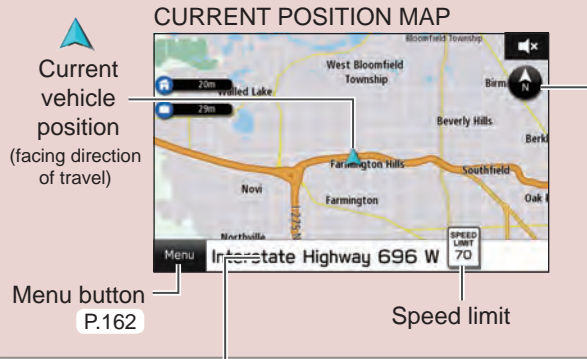 CURRENT POSITION MAP
Current
vehicle
position
(facing direction
of travel)
Bloomfield Township
West Bloomfield
Township
20m
Walled Lake
29m
Birm
N
Beverly Hills
Berkl
Farmington Hills
Southfield
Novi
I-275 N
Farmington
Oak
Northville
SPEED
LIMIT
70
Menu
Interstate Highway 696 W
Menu button
P.162
Speed limit